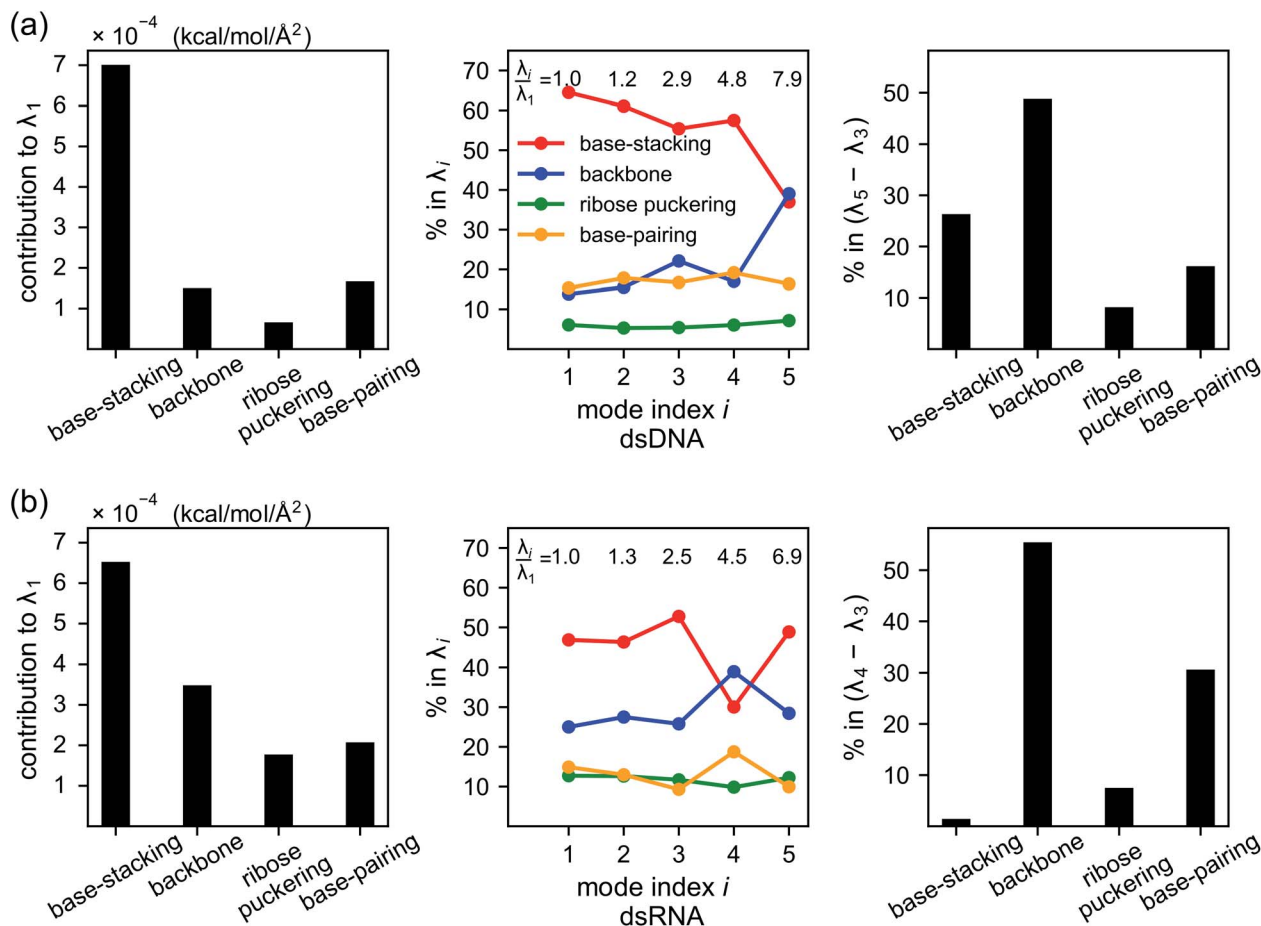 (a)
× 10⁻⁴ (kcal/mol/Å²)
contribution to λ₁
7
6
5
4
3
2
1
base-stacking
backbone
ribose
puckering
base-pairing
% in λᵢ
70
60
50
40
30
20
10
λᵢ/λ₁ =1.0 1.2 2.9 4.8 7.9
base-stacking
backbone
ribose puckering
base-pairing
1 2 3 4 5
mode index i
dsDNA
% in (λ₅ − λ₃)
50
40
30
20
10
base-stacking
backbone
ribose
puckering
base-pairing
(b)
× 10⁻⁴ (kcal/mol/Å²)
contribution to λ₁
7
6
5
4
3
2
1
base-stacking
backbone
ribose
puckering
base-pairing
% in λᵢ
70
60
50
40
30
20
10
λᵢ/λ₁ =1.0 1.3 2.5 4.5 6.9
1 2 3 4 5
mode index i
dsRNA
% in (λ₄ − λ₃)
50
40
30
20
10
base-stacking
backbone
ribose
puckering
base-pairing